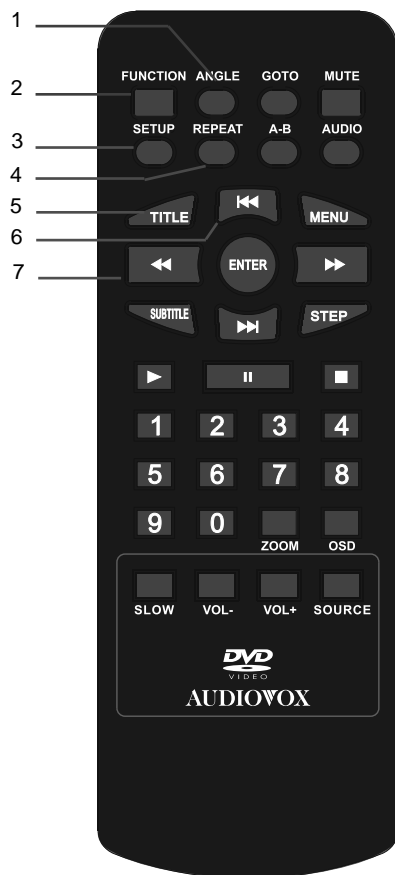 1
2
3
4
5
6
7
FUNCTION ANGLE GOTO MUTE
SETUP REPEAT A-B AUDIO
TITLE MENU
ENTER
SUBTITLE STEP
1 2 3 4
5 6 7 8
9 0
ZOOM OSD
SLOW VOL- VOL+ SOURCE
DVD
VIDEO
AUDIOVOX